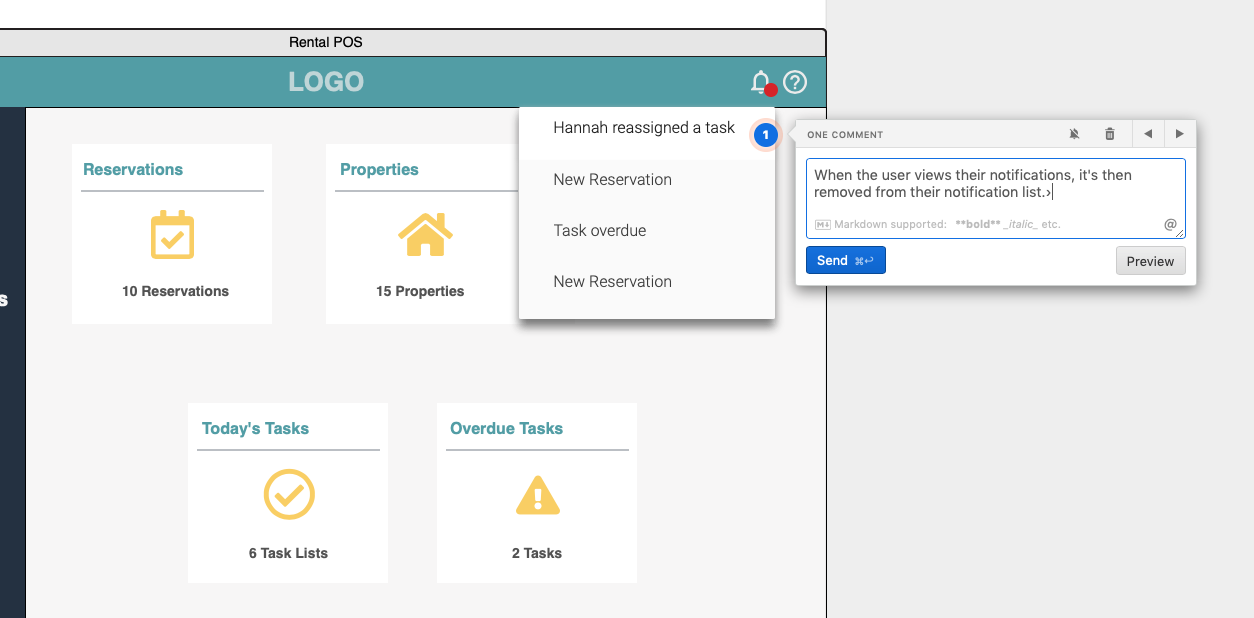 Rental POS
LOGO
Hannah reassigned a task
New Reservation
Task overdue
New Reservation
1
ONE COMMENT
When the user views their notifications, it's then
removed from their notification list.›
Markdown supported: **bold** _italic_ etc.
@
Send ⌘↩
Preview
Reservations
10 Reservations
Properties
15 Properties
s
Today's Tasks
6 Task Lists
Overdue Tasks
2 Tasks